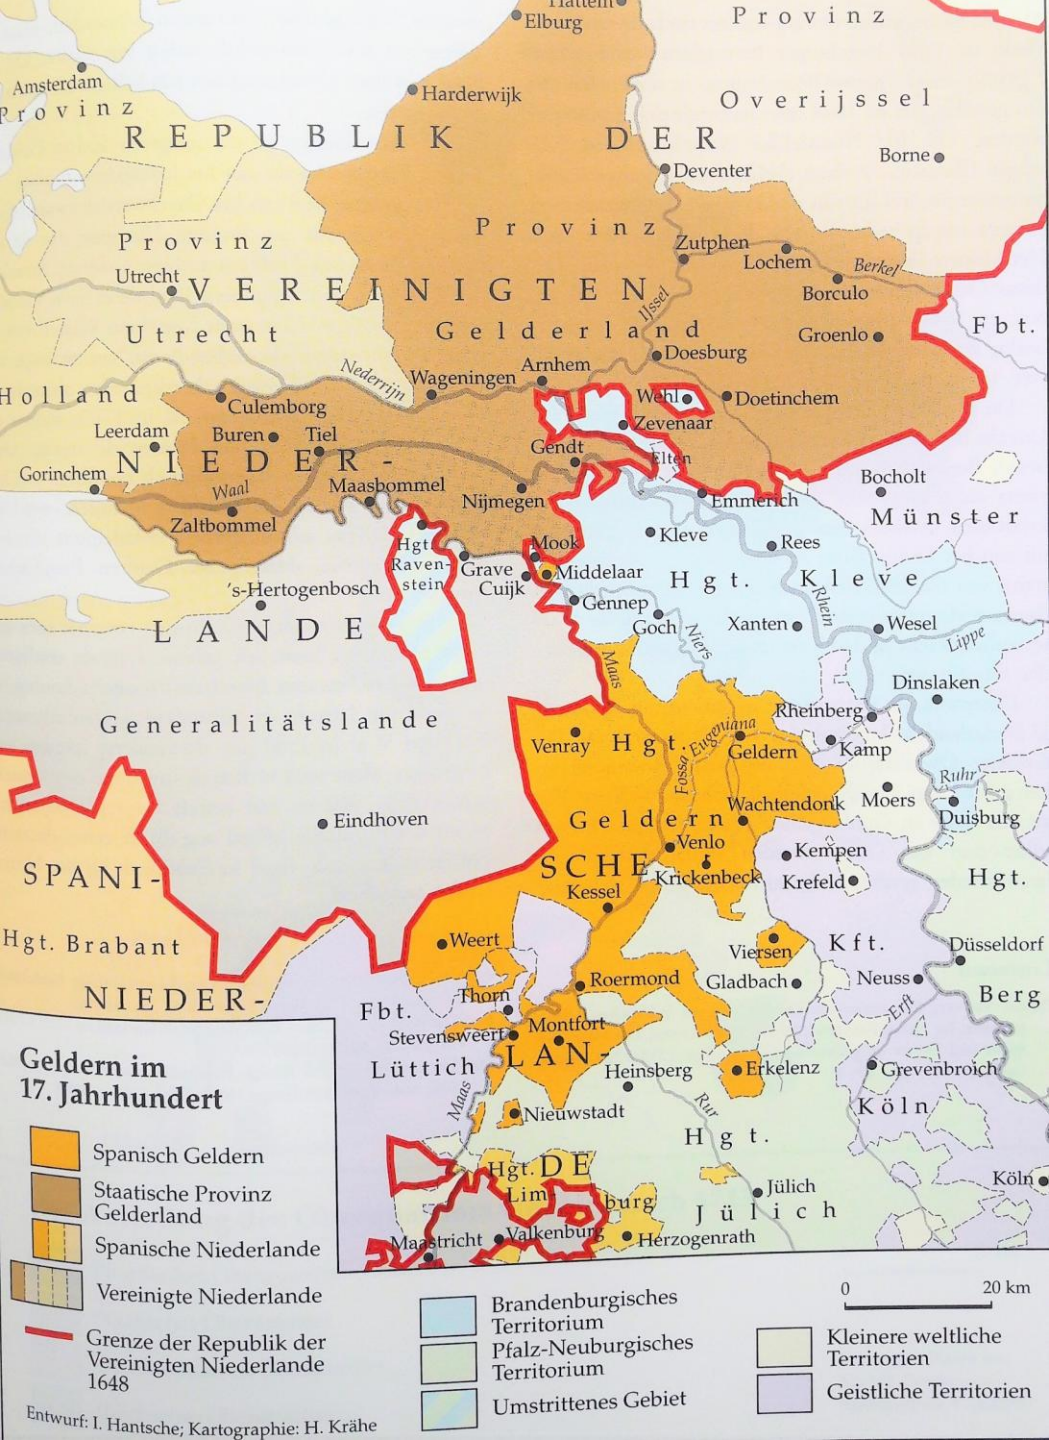 Hattem
Elburg
Provinz
Amsterdam
Harderwijk
Overijssel
Provinz
REPUBLIK DER
Borne
Deventer
Provinz
Provinz
Zutphen
Lochem
Berkel
Utrecht
VEREINIGTEN
IJssel
Borculo
Utrecht
Gelderland
Groenlo
Fbt.
Doesburg
Arnhem
Nederrijn
Wageningen
Holland
Wehl
Doetinchem
Culemborg
Zevenaar
Leerdam
Buren
Tiel
Gendt
Elten
NIEDER-
Gorinchem
Bocholt
Waal
Maasbommel
Nijmegen
Emmerich
Zaltbommel
Münster
Kleve
Hgt.
Raven-
stein
Mook
Rees
Grave
Cuijk
Middelaar
Hgt. Kleve
's-Hertogenbosch
Gennep
Rhein
LANDE
Goch
Niers
Xanten
Wesel
Lippe
Maas
Dinslaken
Generalitätslande
Rheinberg
Venray
Hgt.
Fossa Eugeniana
Geldern
Kamp
Ruhr
Wachtendonk
Moers
Eindhoven
Geldern
Duisburg
Venlo
Kempen
SPANI-
SCHE
Krickenbeck
Krefeld
Hgt.
Kessel
Hgt. Brabant
Weert
Viersen
Kft.
Düsseldorf
Roermond
Gladbach
Neuss
NIEDER-
Thorn
Berg
Fbt.
Erft
Stevensweert
Montfort
Lüttich
LAN-
Heinsberg
Erkelenz
Grevenbroich
Maas
Nieuwstadt
Rur
Köln
Hgt.
Hgt. DE
Lim-
burg
Jülich
Köln
Jülich
Maastricht
Valkenburg
Herzogenrath
Geldern im
17. Jahrhundert
Spanisch Geldern
Staatische Provinz
Gelderland
Spanische Niederlande
Vereinigte Niederlande
Grenze der Republik der
Vereinigten Niederlande
1648
Entwurf: I. Hantsche; Kartographie: H. Krähe
Brandenburgisches
Territorium
Pfalz-Neuburgisches
Territorium
Umstrittenes Gebiet
0 20 km
Kleinere weltliche
Territorien
Geistliche Territorien